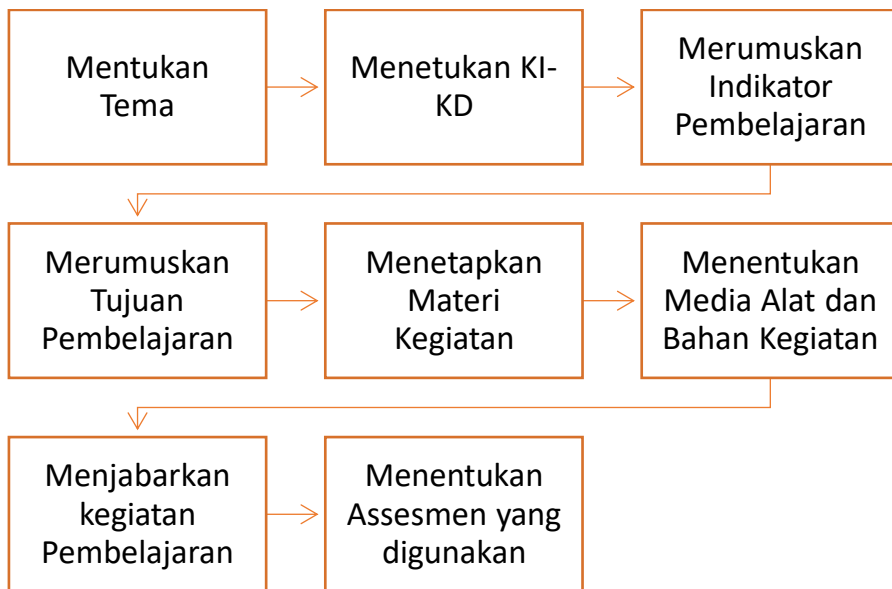 Mentukan
Tema
Menetukan KI-
KD
Merumuskan
Indikator
Pembelajaran
Merumuskan
Tujuan
Pembelajaran
Menetapkan
Materi
Kegiatan
Menentukan
Media Alat dan
Bahan Kegiatan
Menjabarkan
kegiatan
Pembelajaran
Menentukan
Assesmen yang
digunakan